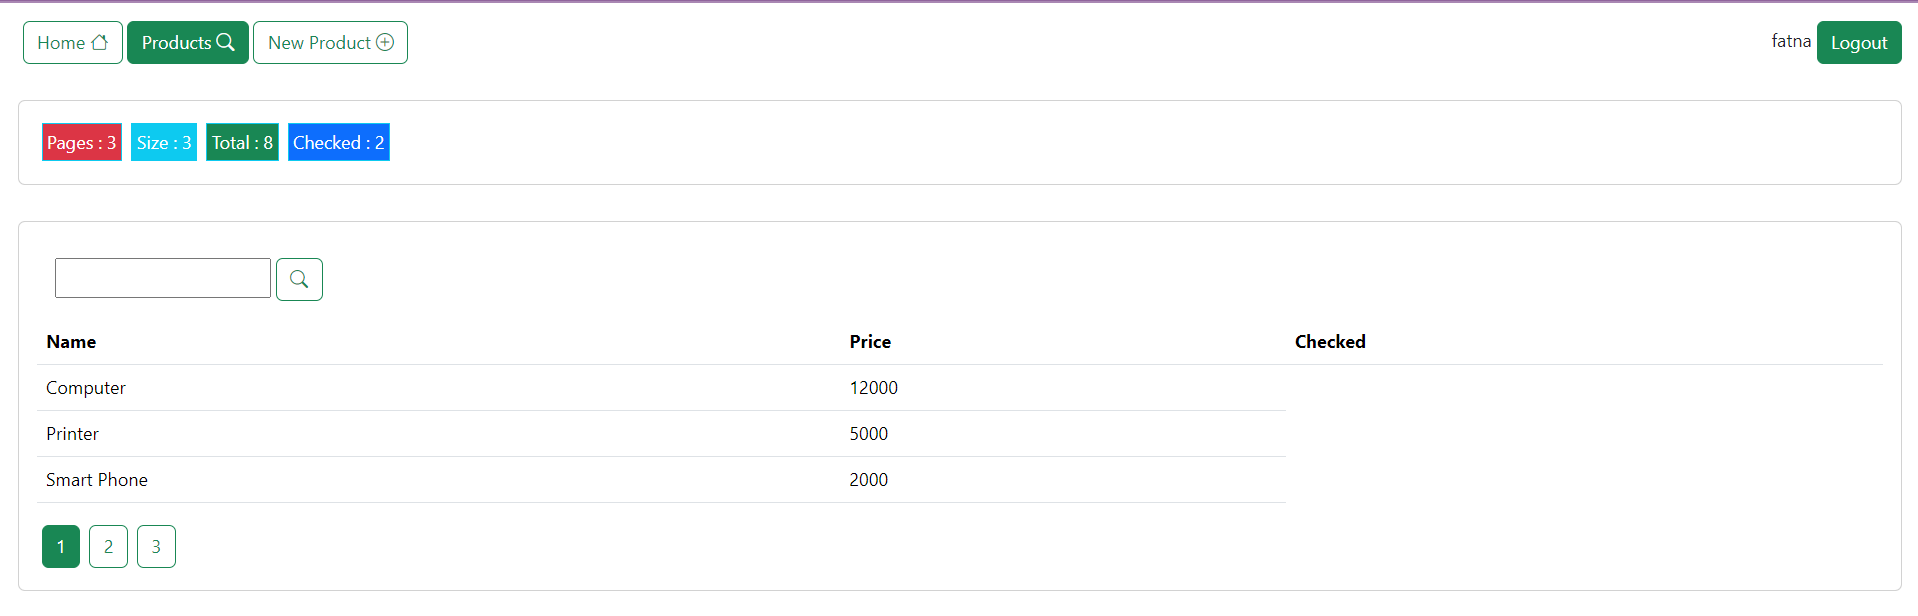 Home Products New Product fatna Logout
Pages : 3 Size : 3 Total : 8 Checked : 2
Name Price Checked
Computer 12000
Printer 5000
Smart Phone 2000
1 2 3